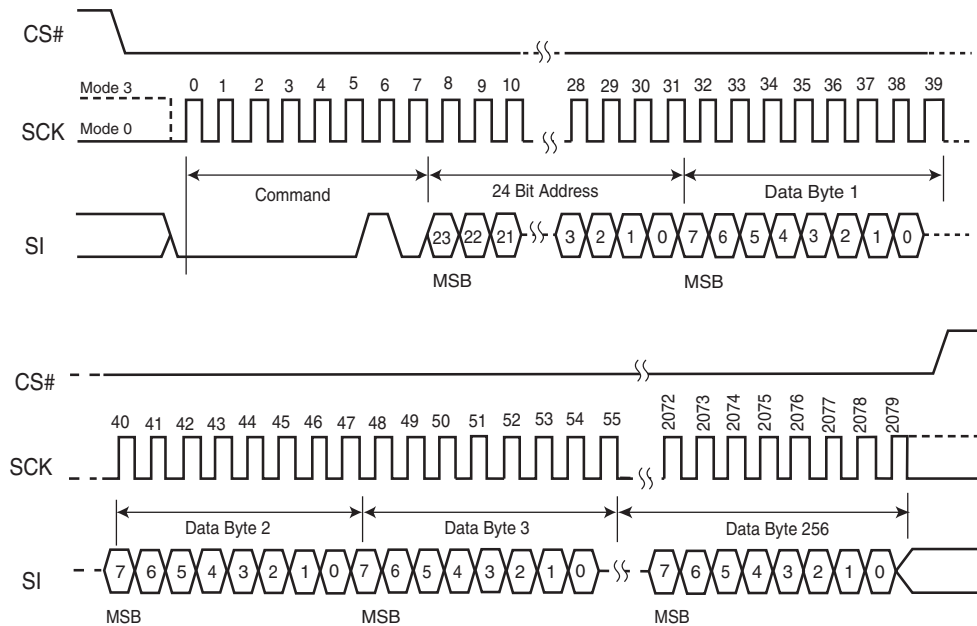 CS#
Mode 3
0 1 2 3 4 5 6 7 8 9 10 28 29 30 31 32 33 34 35 36 37 38 39
SCK
Mode 0
Command
24 Bit Address
Data Byte 1
SI
23 22 21 3 2 1 0 7 6 5 4 3 2 1 0
MSB
MSB
CS#
40 41 42 43 44 45 46 47 48 49 50 51 52 53 54 55 2072 2073 2074 2075 2076 2077 2078 2079
SCK
Data Byte 2
Data Byte 3
Data Byte 256
SI
7 6 5 4 3 2 1 0 7 6 5 4 3 2 1 0 7 6 5 4 3 2 1 0
MSB
MSB
MSB